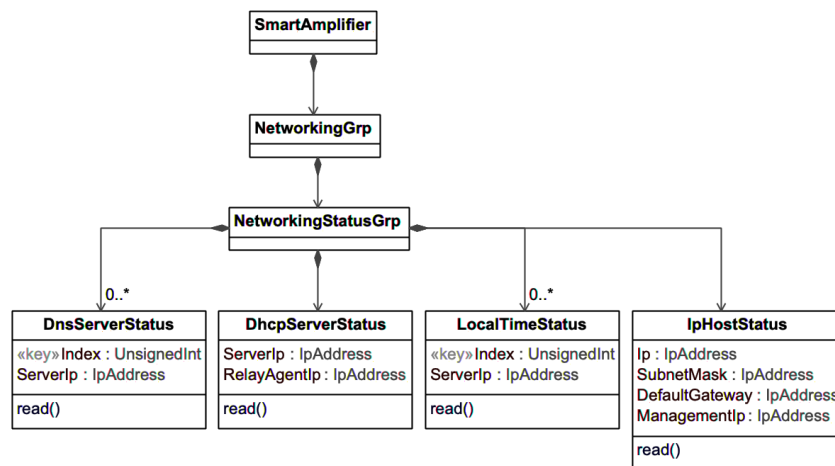 SmartAmplifier
NetworkingGrp
NetworkingStatusGrp
0..*
0..*
DnsServerStatus
«key»Index : UnsignedInt
ServerIp : IpAddress
read()
DhcpServerStatus
ServerIp : IpAddress
RelayAgentIp : IpAddress
read()
LocalTimeStatus
«key»Index : UnsignedInt
ServerIp : IpAddress
read()
IpHostStatus
Ip : IpAddress
SubnetMask : IpAddress
DefaultGateway : IpAddress
ManagementIp : IpAddress
read()